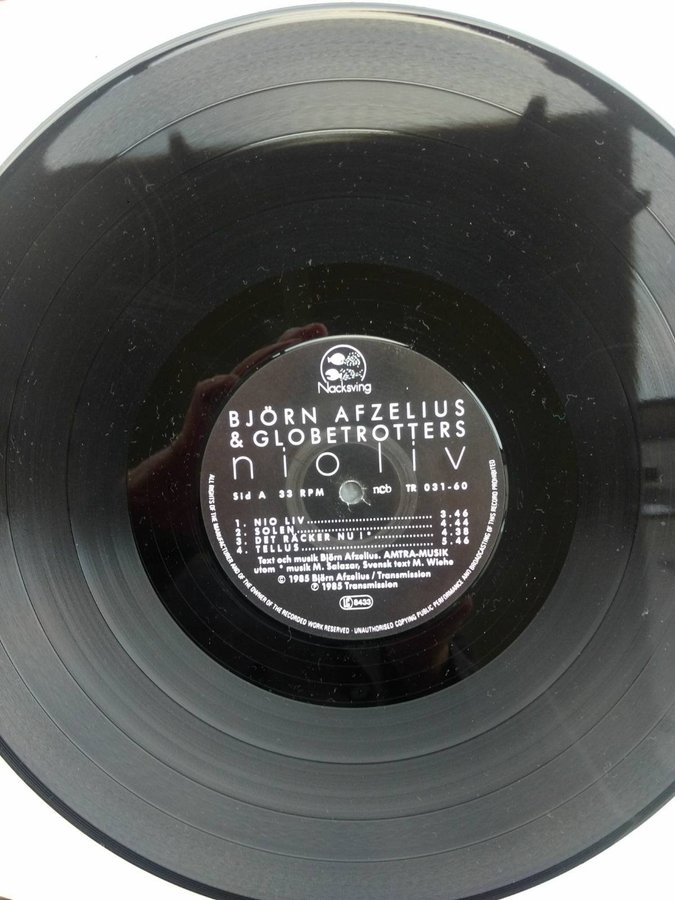 Nacksving
BJÖRN AFZELIUS
& GLOBETROTTERS
nio liv
Sid A 33 RPM ncb TR 031-60
1. NIO LIV 3.46
2. SOLEN 4.44
3. DET RÄCKER NU!* 5.38
4. TELLUS 5.46
Text och musik Björn Afzelius. AMTRA-MUSIK
utom * musik M. Salazar, Svensk text M. Wiehe
© 1985 Björn Afzelius / Transmission
℗ 1985 Transmission
LC 8433
ALL RIGHTS OF THE MANUFACTURER AND OF THE OWNER OF THE RECORDED WORK RESERVED · UNAUTHORISED COPYING PUBLIC PERFORMANCE AND BROADCASTING OF THIS RECORD PROHIBITED